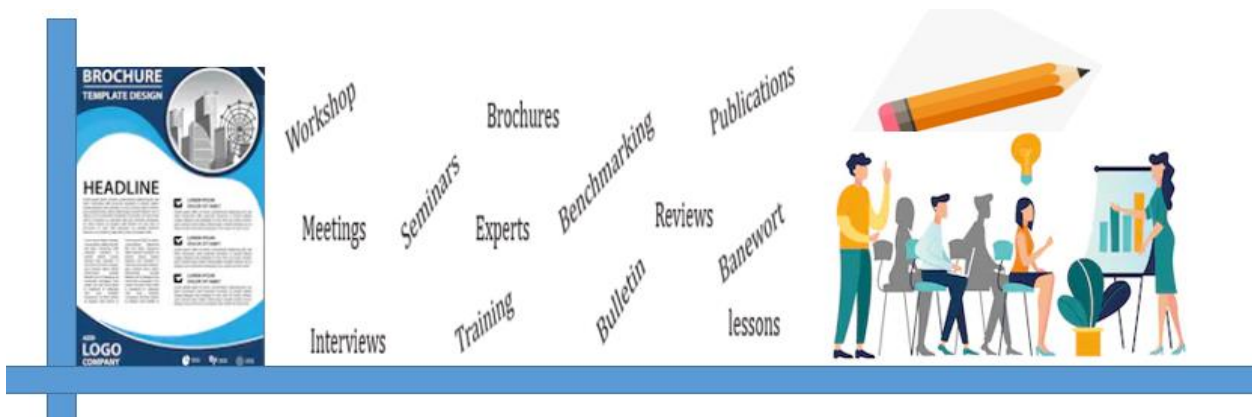 BROCHURE
TEMPLATE DESIGN
HEADLINE
LOGO
COMPANY
Workshop
Brochures
Publications
Seminars
Benchmarking
Meetings
Experts
Reviews
Banewort
Training
Bulletin
Interviews
lessons